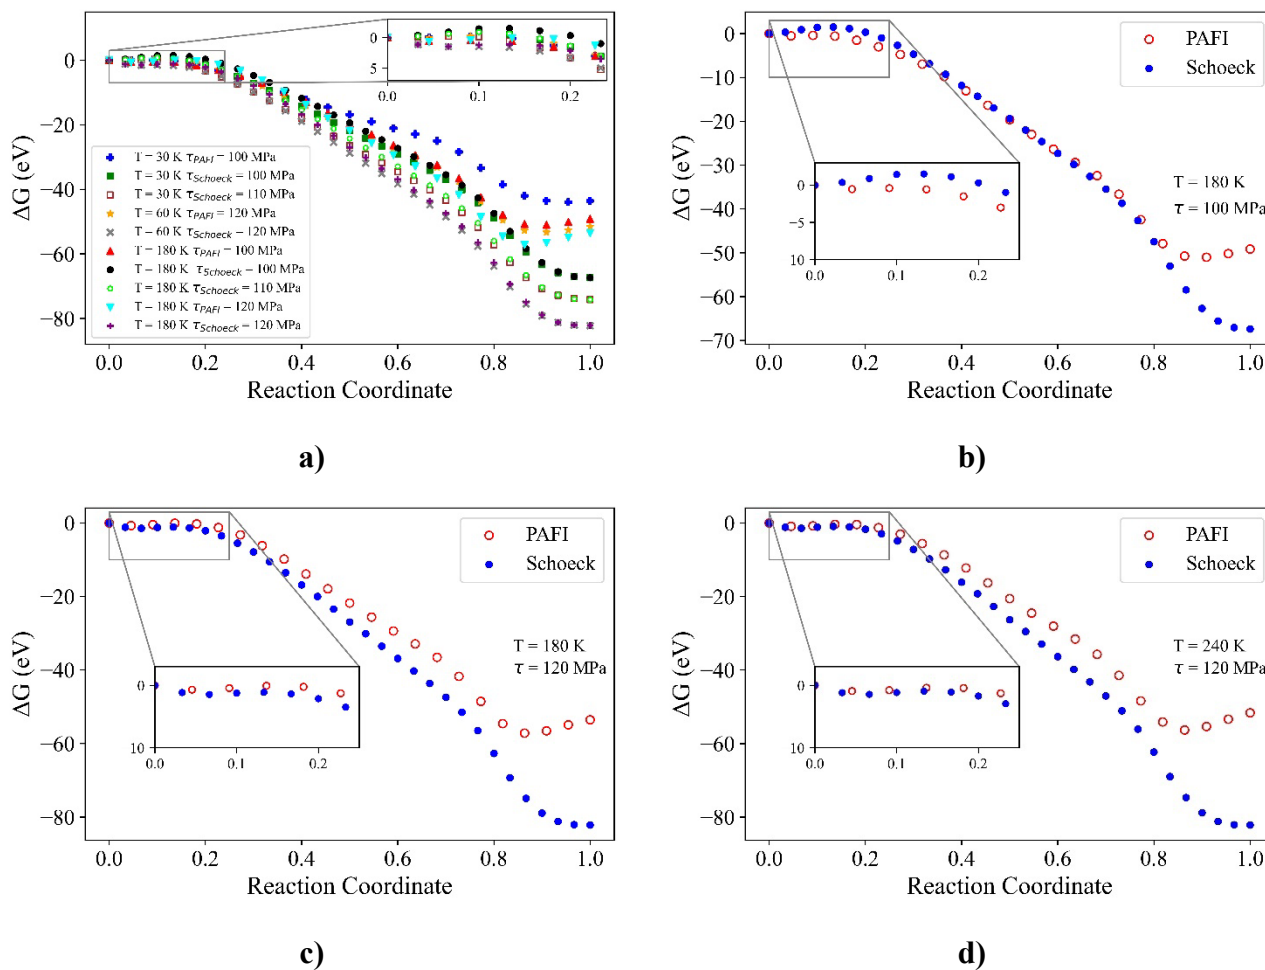 0
5
0.0
0.1
0.2
0
−20
−40
−60
−80
ΔG (eV)
T = 30 K τPAFI = 100 MPa
T = 30 K τSchoeck = 100 MPa
T = 30 K τSchoeck = 110 MPa
T = 60 K τPAFI = 120 MPa
T = 60 K τSchoeck = 120 MPa
T = 180 K τPAFI = 100 MPa
T = 180 K τSchoeck = 100 MPa
T = 180 K τSchoeck = 110 MPa
T = 180 K τPAFI = 120 MPa
T = 180 K τSchoeck = 120 MPa
0.0 0.2 0.4 0.6 0.8 1.0
Reaction Coordinate
a)
0
−10
−20
−30
−40
−50
−60
−70
ΔG (eV)
PAFI
Schoeck
0
−5
10
0.0 0.1 0.2
T = 180 K
τ = 100 MPa
0.0 0.2 0.4 0.6 0.8 1.0
Reaction Coordinate
b)
0
−20
−40
−60
−80
ΔG (eV)
PAFI
Schoeck
T = 180 K
τ = 120 MPa
0
10
0.0 0.1 0.2
0.0 0.2 0.4 0.6 0.8 1.0
Reaction Coordinate
c)
0
−20
−40
−60
−80
ΔG (eV)
PAFI
Schoeck
T = 240 K
τ = 120 MPa
0
10
0.0 0.1 0.2
0.0 0.2 0.4 0.6 0.8 1.0
Reaction Coordinate
d)